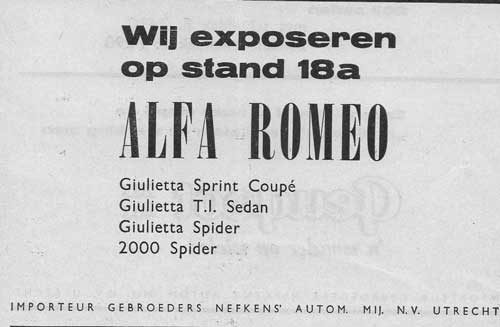 Wij exposeren
op stand 18a
ALFA ROMEO
Giulietta Sprint Coupé
Giulietta T.I. Sedan
Giulietta Spider
2000 Spider
IMPORTEUR GEBROEDERS NEFKENS' AUTOM. MIJ. N.V. UTRECHT